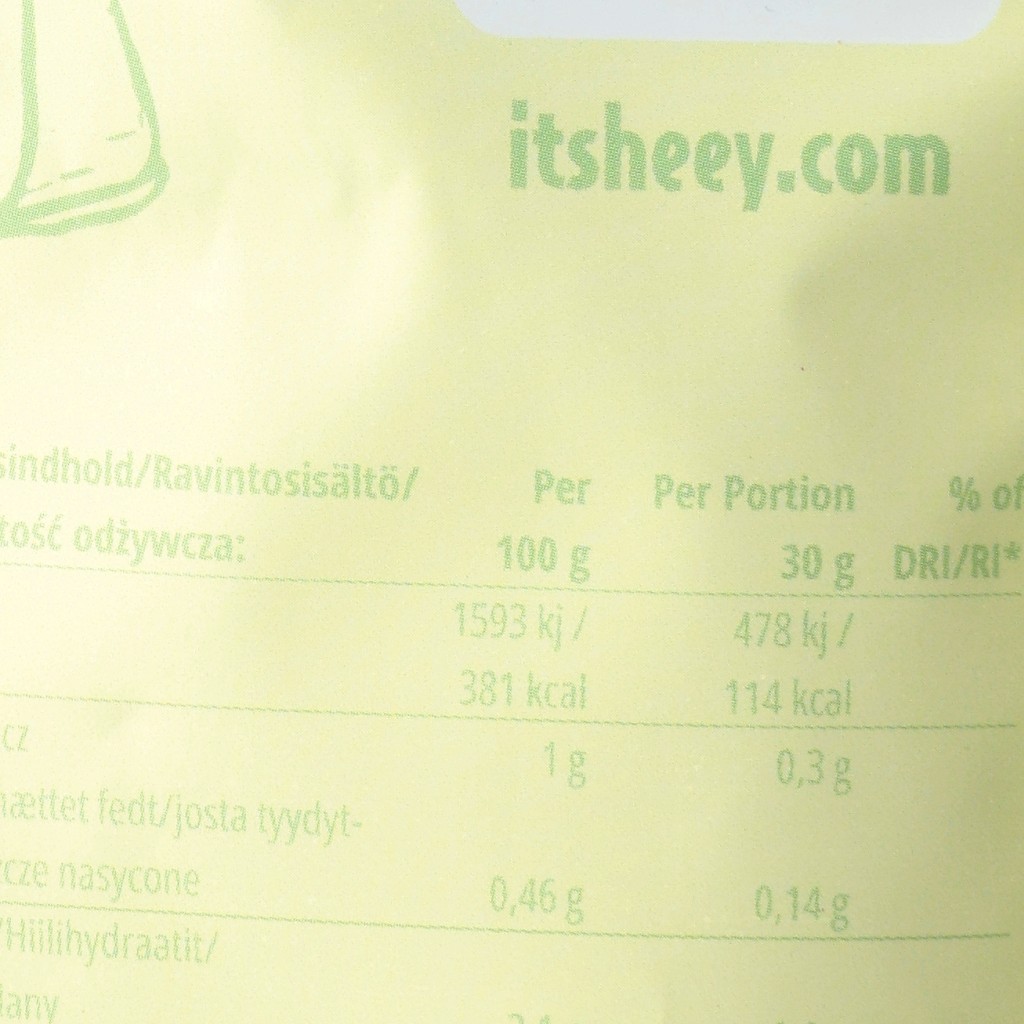 itsheey.com
sindhold/Ravintosisältö/ Per Per Portion % of
tość odżywcza: 100 g 30 g DRI/RI*
1593 kj / 478 kj /
381 kcal 114 kcal
cz 1 g 0,3 g
mættet fedt/josta tyydyt-
cze nasycone 0,46 g 0,14 g
/Hiilihydraatit/